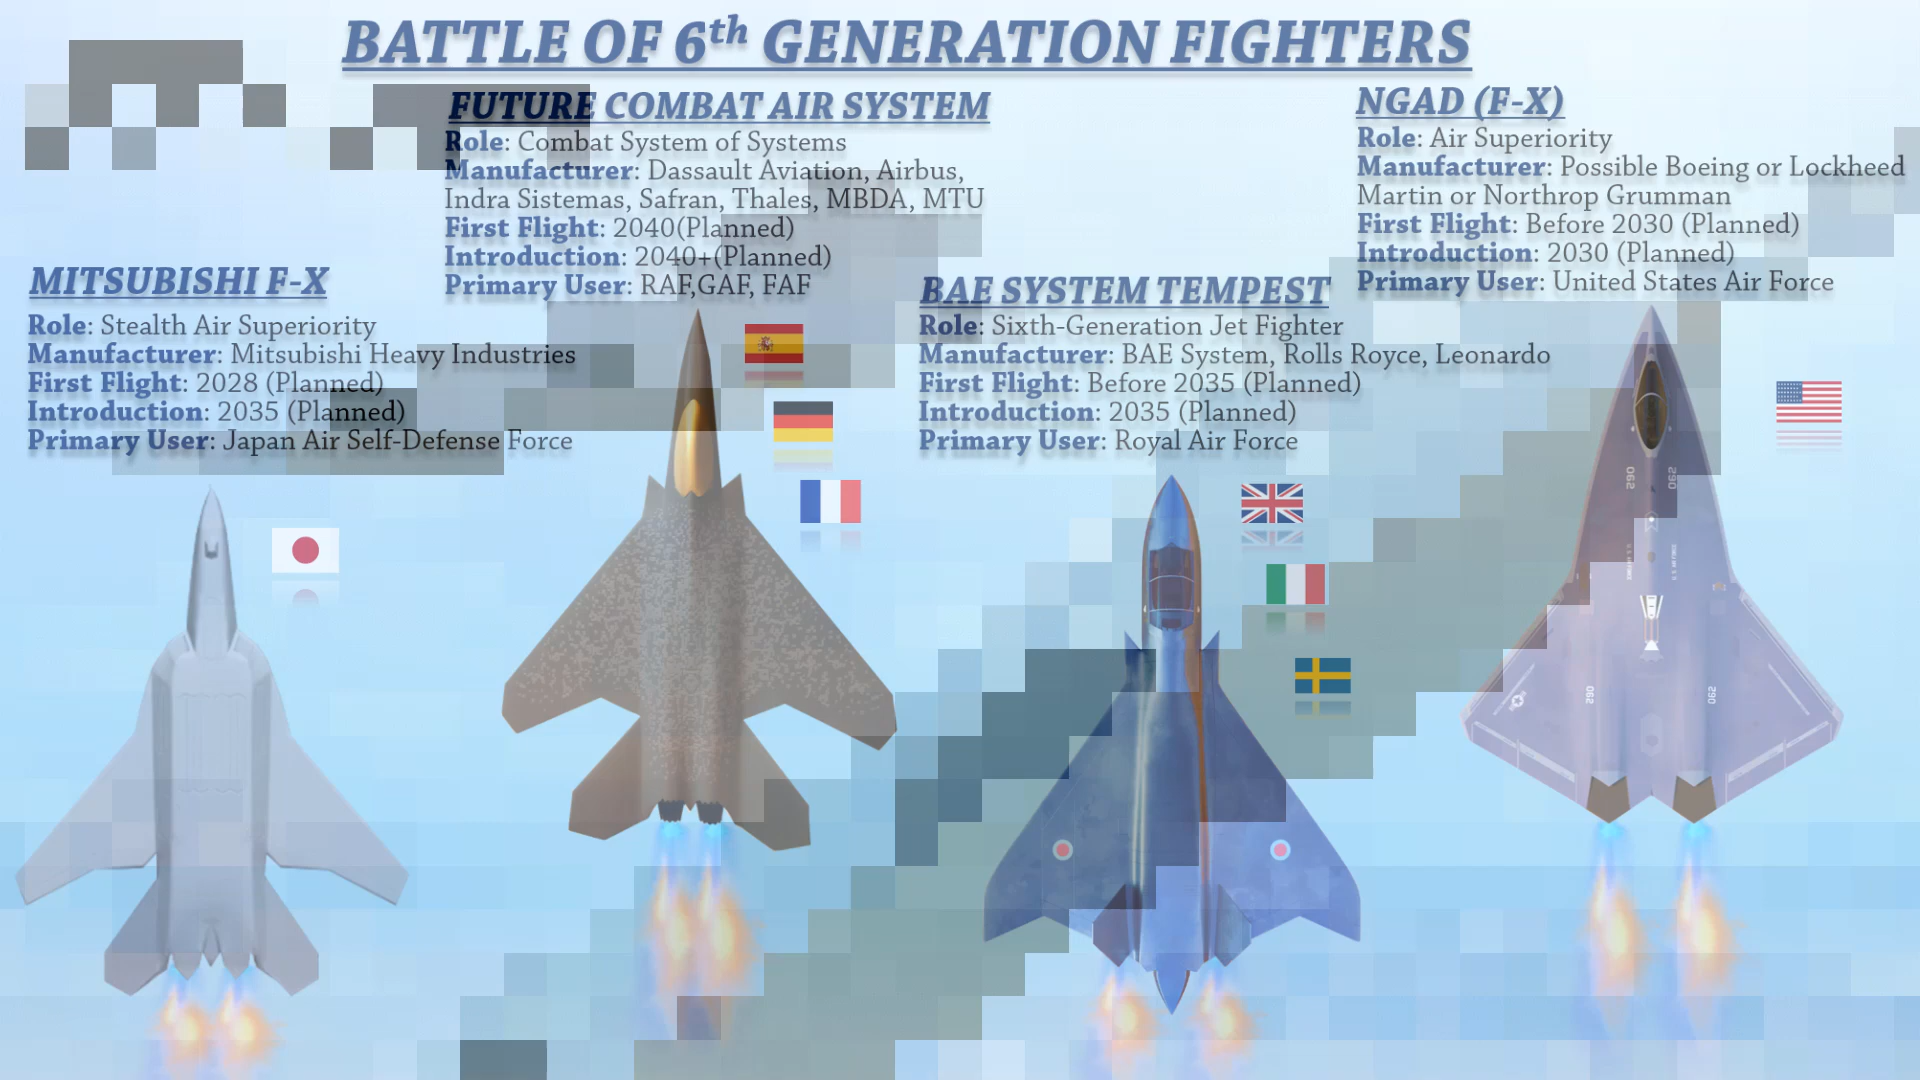 BATTLE OF 6th GENERATION FIGHTERS
FUTURE COMBAT AIR SYSTEM
Role: Combat System of Systems
Manufacturer: Dassault Aviation, Airbus,
Indra Sistemas, Safran, Thales, MBDA, MTU
First Flight: 2040(Planned)
Introduction: 2040+(Planned)
Primary User: RAF,GAF, FAF
NGAD (F-X)
Role: Air Superiority
Manufacturer: Possible Boeing or Lockheed
Martin or Northrop Grumman
First Flight: Before 2030 (Planned)
Introduction: 2030 (Planned)
Primary User: United States Air Force
MITSUBISHI F-X
Role: Stealth Air Superiority
Manufacturer: Mitsubishi Heavy Industries
First Flight: 2028 (Planned)
Introduction: 2035 (Planned)
Primary User: Japan Air Self-Defense Force
BAE SYSTEM TEMPEST
Role: Sixth-Generation Jet Fighter
Manufacturer: BAE System, Rolls Royce, Leonardo
First Flight: Before 2035 (Planned)
Introduction: 2035 (Planned)
Primary User: Royal Air Force
062
062
062
062